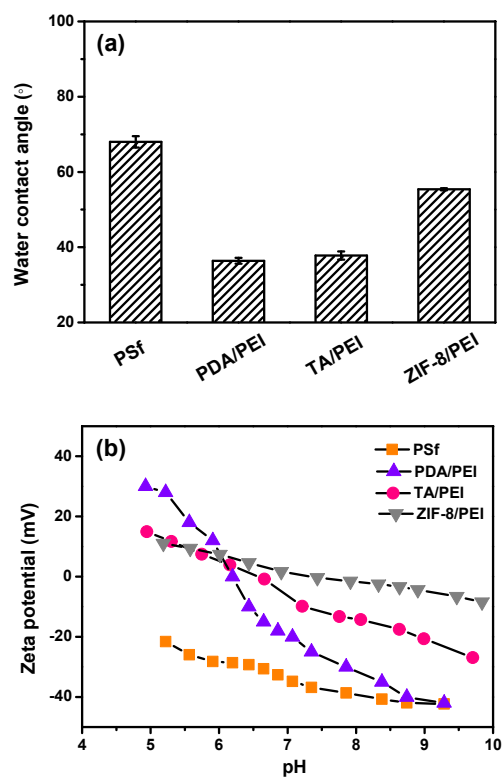 (a)
Water contact angle (°)
100
80
60
40
20
PSf
PDA/PEI
TA/PEI
ZIF-8/PEI
(b)
PSf
PDA/PEI
TA/PEI
ZIF-8/PEI
Zeta potential (mV)
40
20
0
-20
-40
4 5 6 7 8 9 10
pH